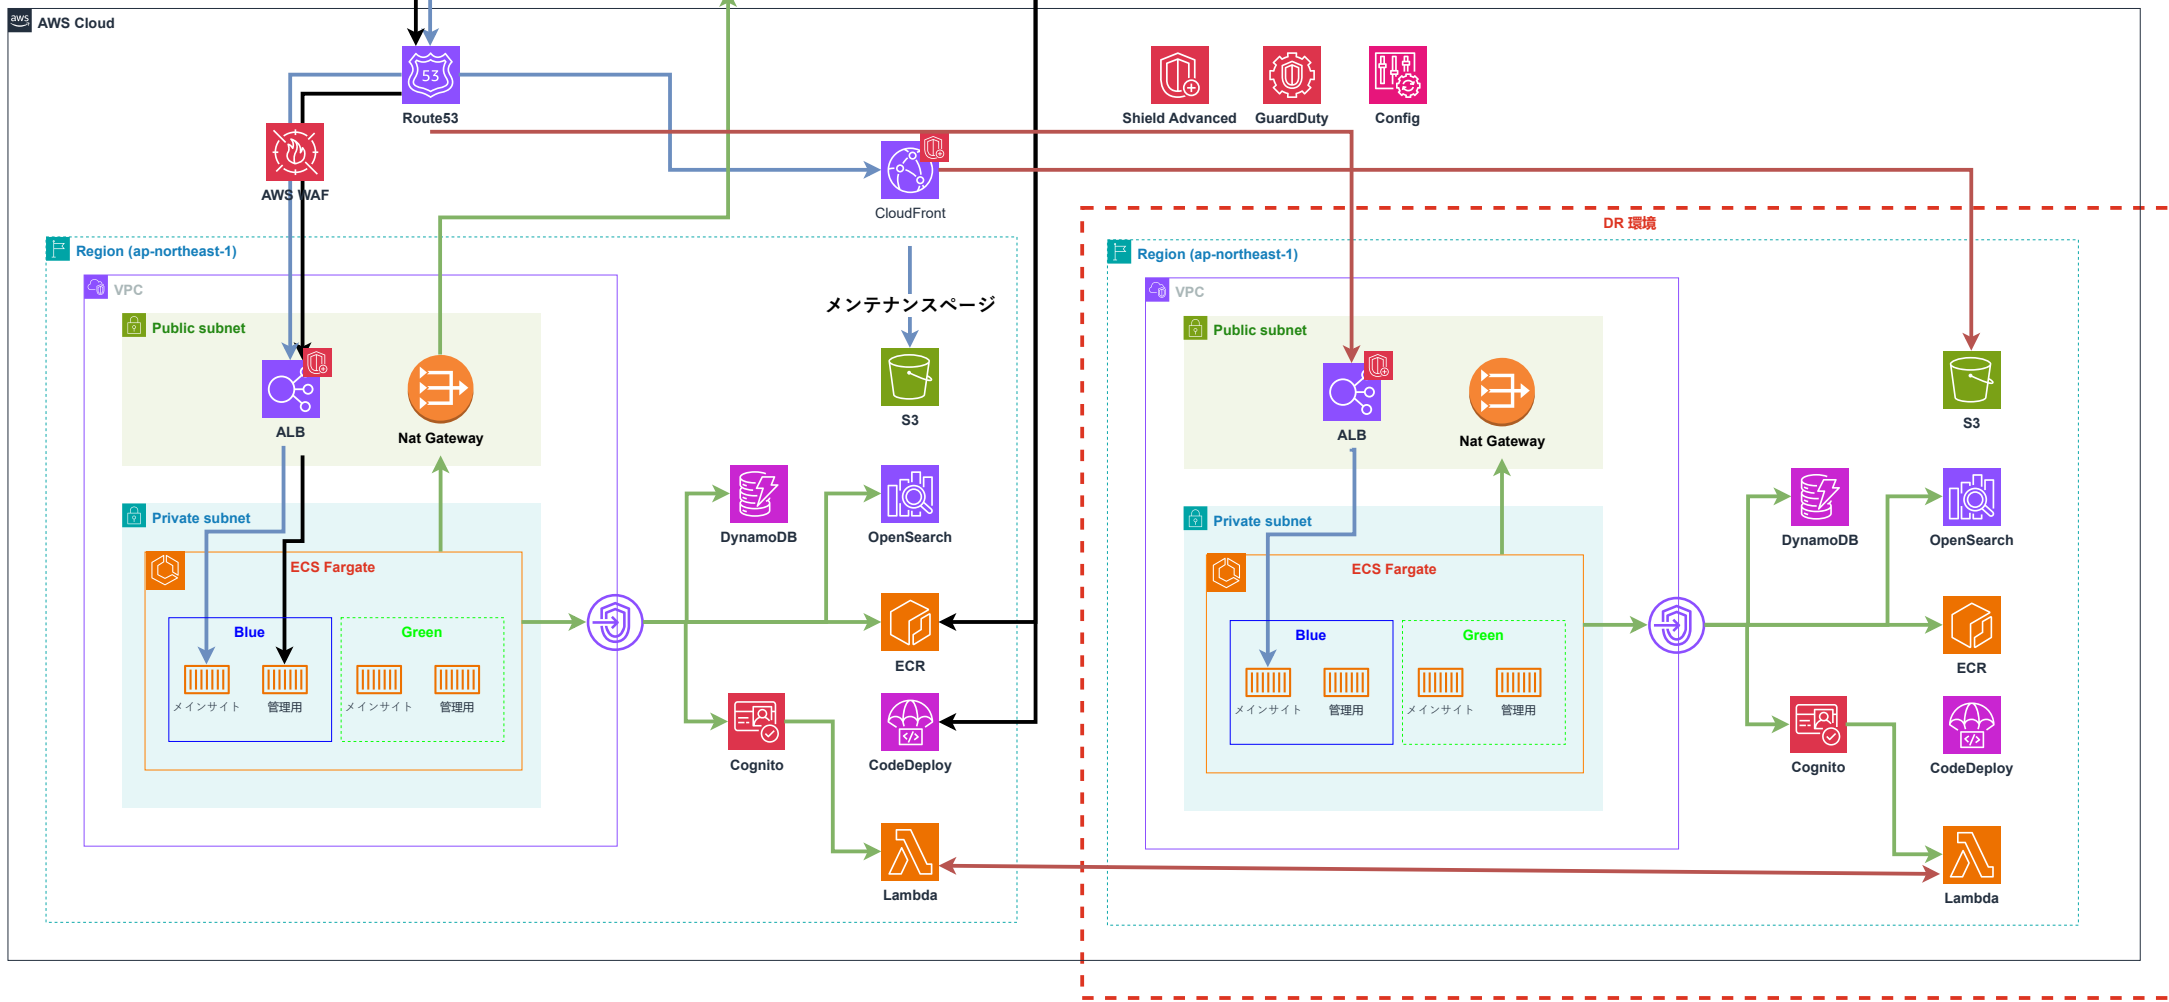 aws
AWS Cloud
53
Route53
Shield Advanced
GuardDuty
Config
AWS WAF
CloudFront
DR 環境
Region (ap-northeast-1)
VPC
Public subnet
メンテナンスページ
ALB
Nat Gateway
S3
Private subnet
DynamoDB
OpenSearch
ECS Fargate
Blue
Green
メインサイト
管理用
メインサイト
管理用
ECR
Cognito
</>
CodeDeploy
Lambda
Region (ap-northeast-1)
VPC
Public subnet
ALB
Nat Gateway
S3
Private subnet
DynamoDB
OpenSearch
ECS Fargate
Blue
Green
メインサイト
管理用
メインサイト
管理用
ECR
Cognito
</>
CodeDeploy
Lambda